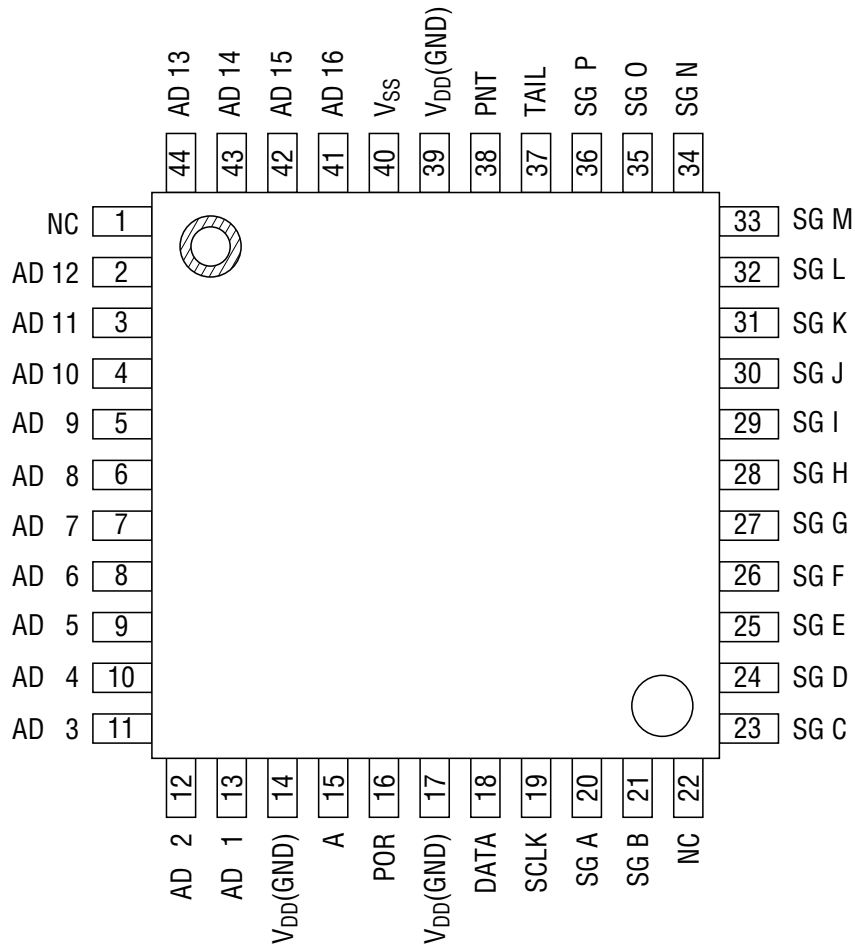 AD 13
AD 14
AD 15
AD 16
VSS
VDD(GND)
PNT
TAIL
SG P
SG O
SG N
44
43
42
41
40
39
38
37
36
35
34
NC 1
AD 12 2
AD 11 3
AD 10 4
AD 9 5
AD 8 6
AD 7 7
AD 6 8
AD 5 9
AD 4 10
AD 3 11
33 SG M
32 SG L
31 SG K
30 SG J
29 SG I
28 SG H
27 SG G
26 SG F
25 SG E
24 SG D
23 SG C
12
13
14
15
16
17
18
19
20
21
22
AD 2
AD 1
VDD(GND)
A
POR
VDD(GND)
DATA
SCLK
SG A
SG B
NC